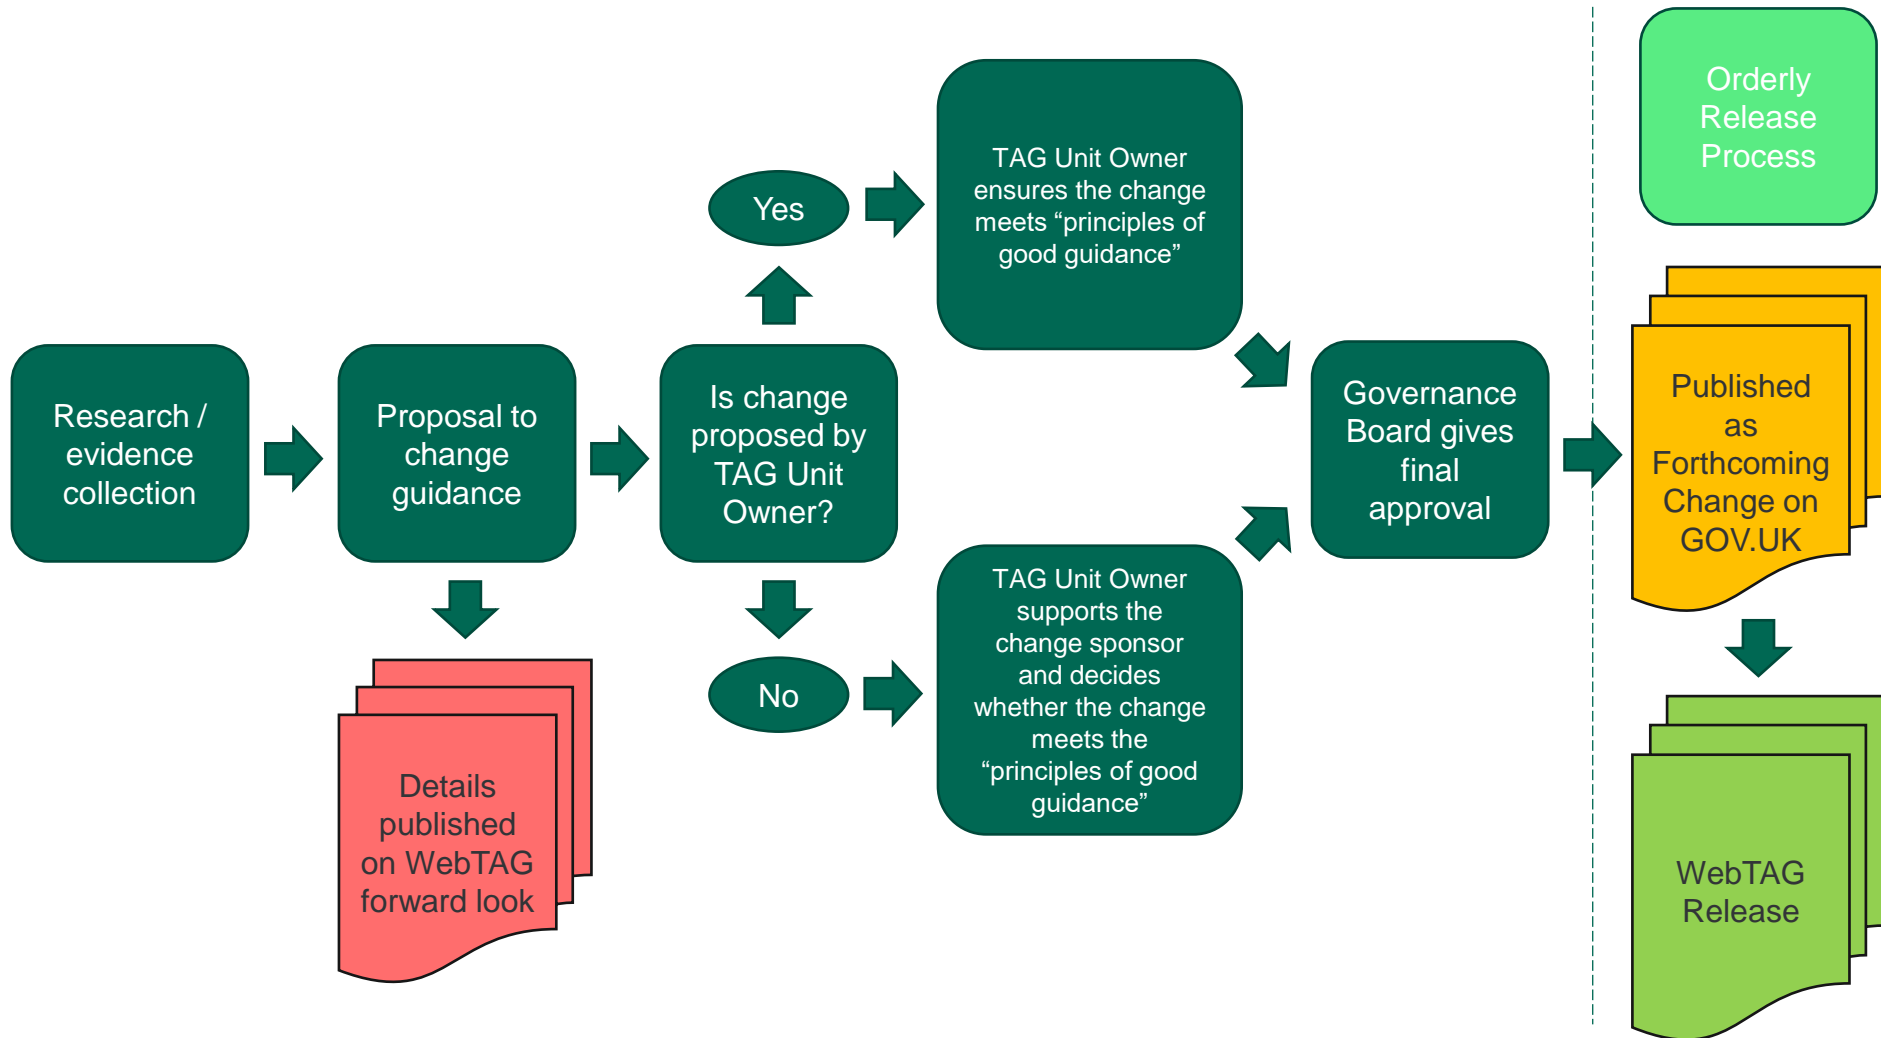 Research /
evidence
collection
Proposal to
change
guidance
Details
published
on WebTAG
forward look
Is change
proposed by
TAG Unit
Owner?
Yes
TAG Unit Owner
ensures the change
meets “principles of
good guidance”
No
TAG Unit Owner
supports the
change sponsor
and decides
whether the change
meets the
“principles of good
guidance”
Governance
Board gives
final
approval
Orderly
Release
Process
Published
as
Forthcoming
Change on
GOV.UK
WebTAG
Release